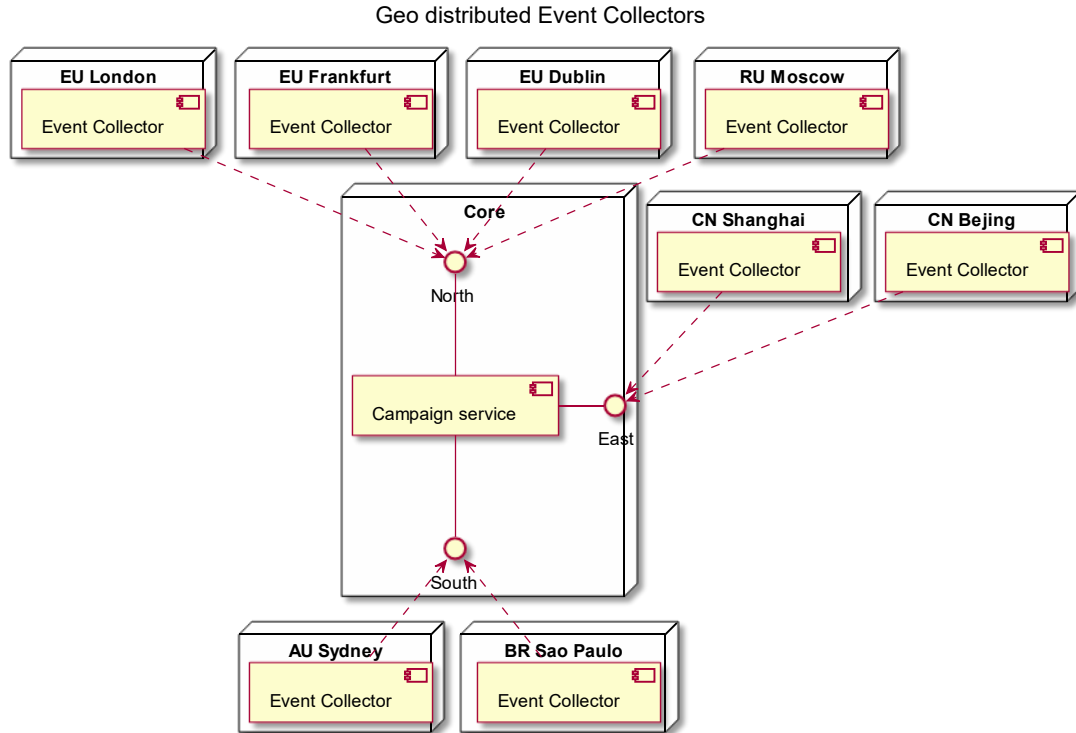 Geo distributed Event Collectors
EU London
Event Collector
EU Frankfurt
Event Collector
EU Dublin
Event Collector
RU Moscow
Event Collector
Core
North
Campaign service
East
South
CN Shanghai
Event Collector
CN Bejing
Event Collector
AU Sydney
Event Collector
BR Sao Paulo
Event Collector